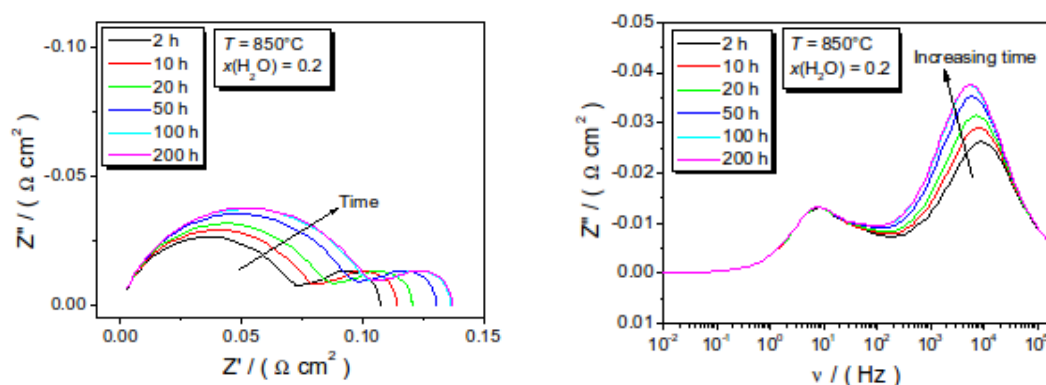 -0.10
-0.05
0.00
Z'' / ( Ω cm²)
2 h
10 h
20 h
50 h
100 h
200 h
T = 850°C
x(H₂O) = 0.2
Time
0.00 0.05 0.10 0.15
Z' / ( Ω cm²)
-0.05
-0.04
-0.03
-0.02
-0.01
0.00
0.01
Z'' / ( Ω cm²)
2 h
10 h
20 h
50 h
100 h
200 h
T = 850°C
x(H₂O) = 0.2
Increasing time
10⁻² 10⁻¹ 10⁰ 10¹ 10² 10³ 10⁴ 10⁵
ν / ( Hz)